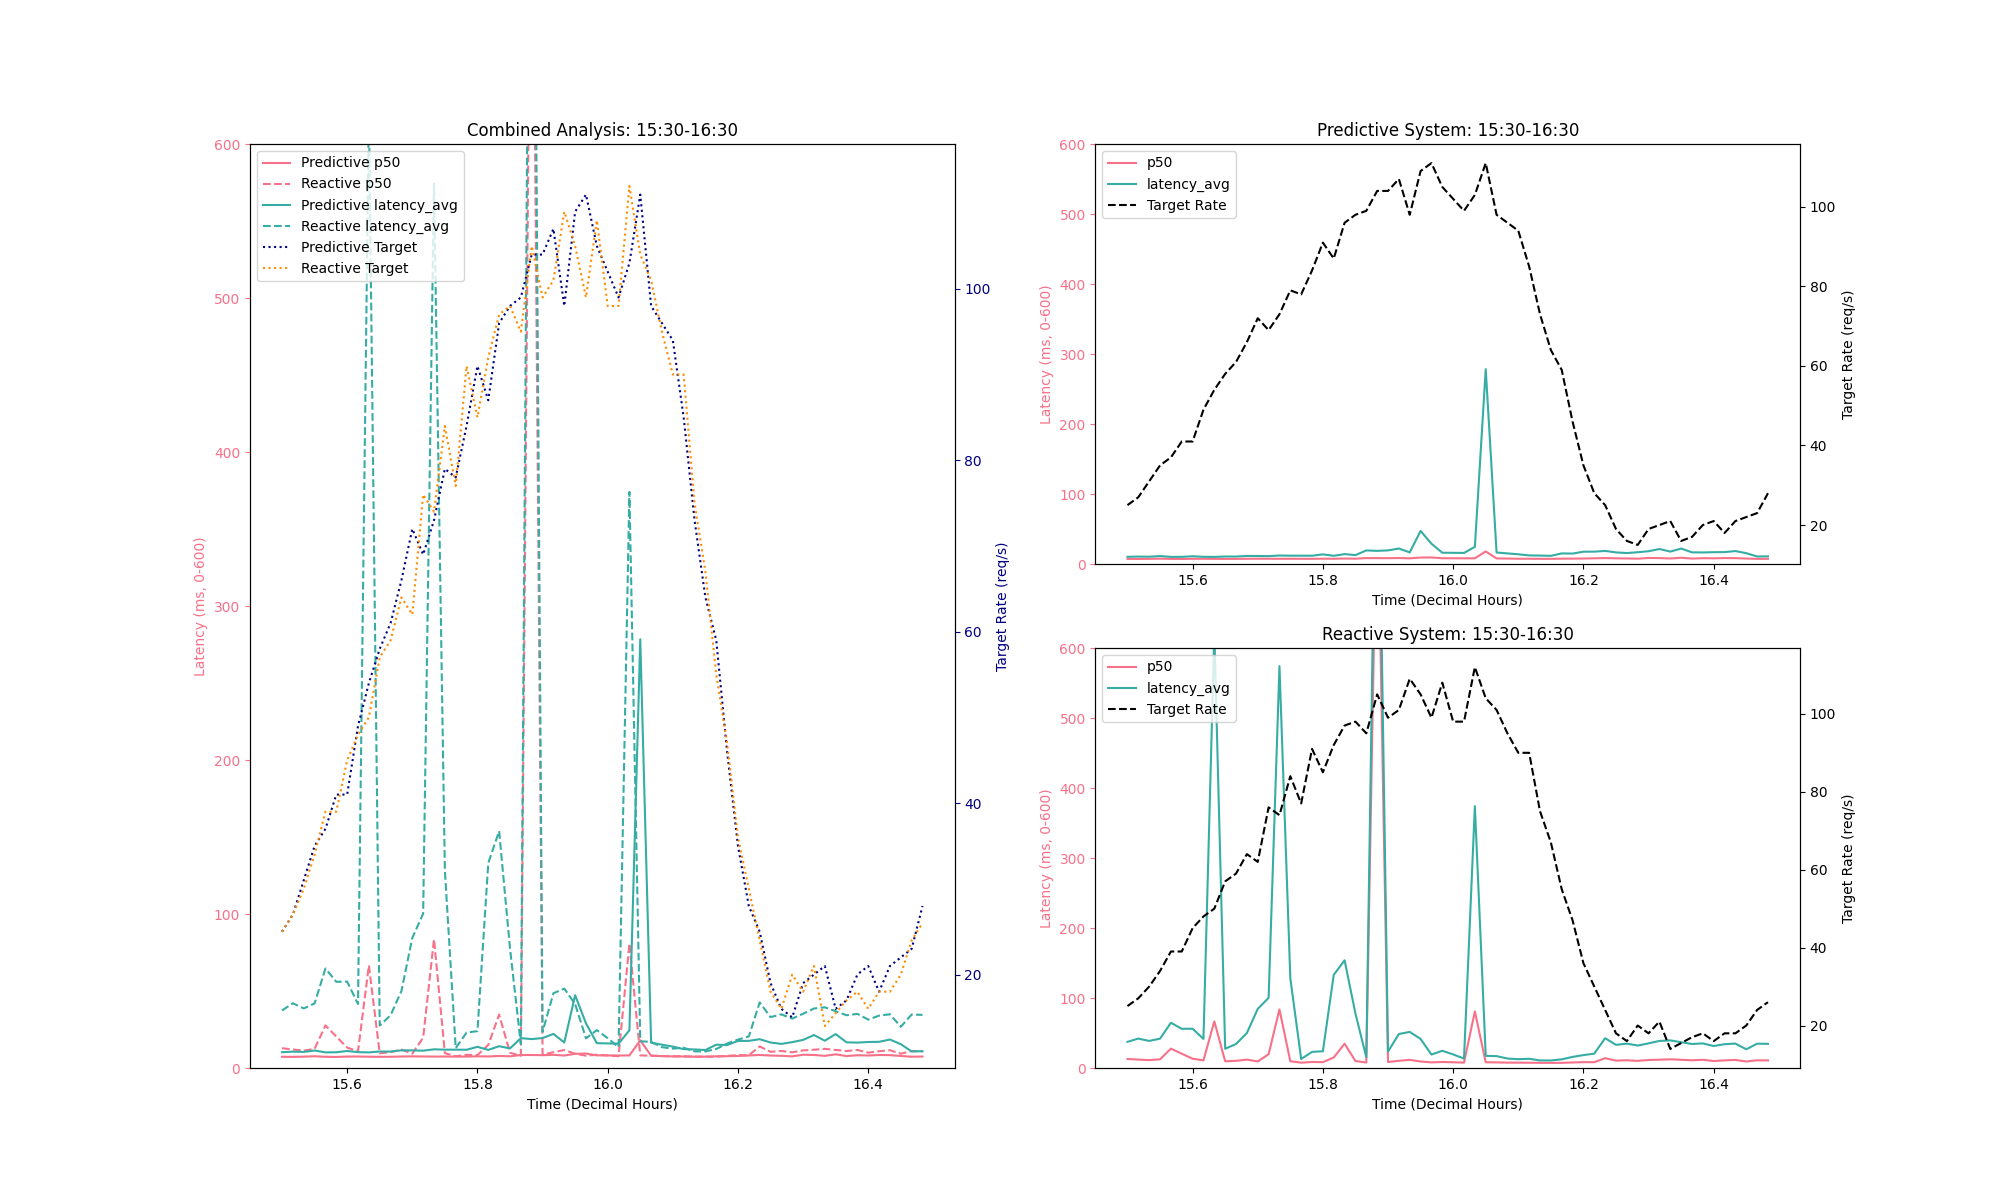 Combined Analysis: 15:30-16:30
Predictive p50
Reactive p50
Predictive latency_avg
Reactive latency_avg
Predictive Target
Reactive Target
600
500
400
300
200
100
0
Latency (ms, 0-600)
100
80
60
40
20
Target Rate (req/s)
15.6 15.8 16.0 16.2 16.4
Time (Decimal Hours)
Predictive System: 15:30-16:30
p50
latency_avg
Target Rate
600
500
400
300
200
100
0
Latency (ms, 0-600)
100
80
60
40
20
Target Rate (req/s)
15.6 15.8 16.0 16.2 16.4
Time (Decimal Hours)
Reactive System: 15:30-16:30
p50
latency_avg
Target Rate
600
500
400
300
200
100
0
Latency (ms, 0-600)
100
80
60
40
20
Target Rate (req/s)
15.6 15.8 16.0 16.2 16.4
Time (Decimal Hours)